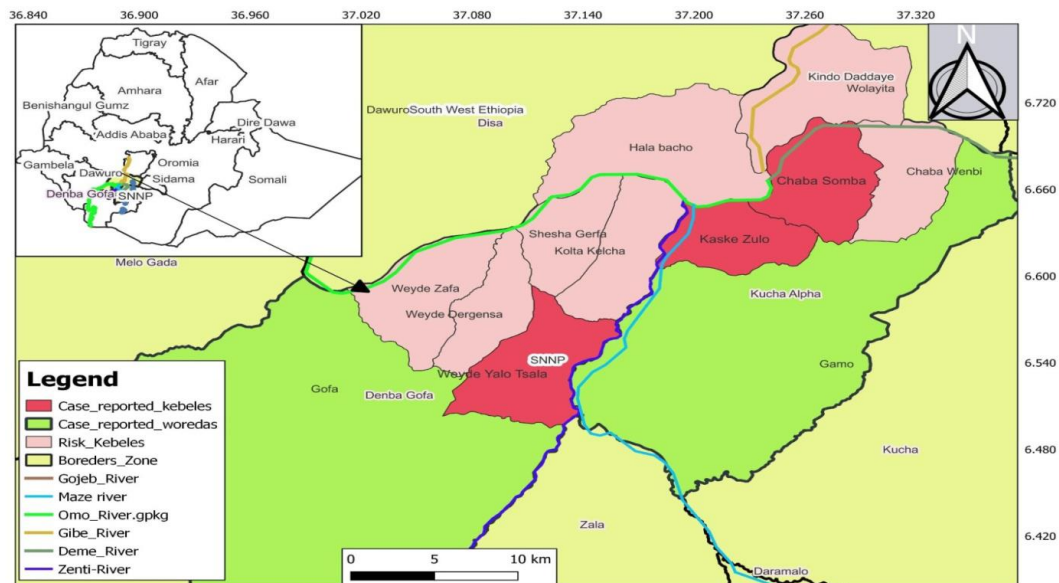 36.840 36.900 36.960 37.020 37.080 37.140 37.200 37.260 37.320
N
Tigray
Afar
Amhara
Benishangul Gumz
Dire Dawa
Addis Ababa
Harari
Gambela
Oromia
Dawuro
Sidama
Somali
Denba Gofa
SNNP
Kindo Daddaye
Wolayita
6.720
DawuroSouth West Ethiopia
Disa
Hala bacho
Chaba Wenbi
Chaba Somba
6.660
Shesha Gerfa
Kaske Zulo
Kolta Kelcha
Melo Gada
6.600
Weyde Zafa
Kucha Alpha
Weyde Dergensa
6.540
SNNP
Gamo
Weyde Yalo Tsala
Gofa
Denba Gofa
Kucha
6.480
Zala
6.420
Daramalo
Legend
Case_reported_kebeles
Case_reported_woredas
Risk_Kebeles
Boreders_Zone
Gojeb_River
Maze river
Omo_River.gpkg
Gibe_River
Deme_River
Zenti-River
0 5 10 km